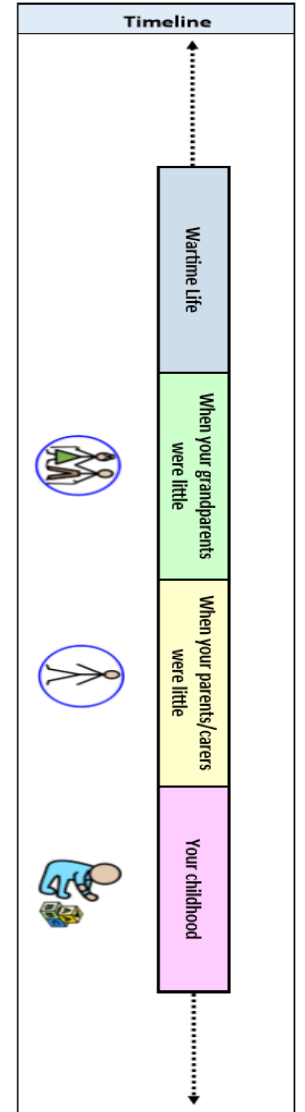 Timeline
Wartime Life
When your grandparents
were little
When your parents/carers
were little
Your childhood